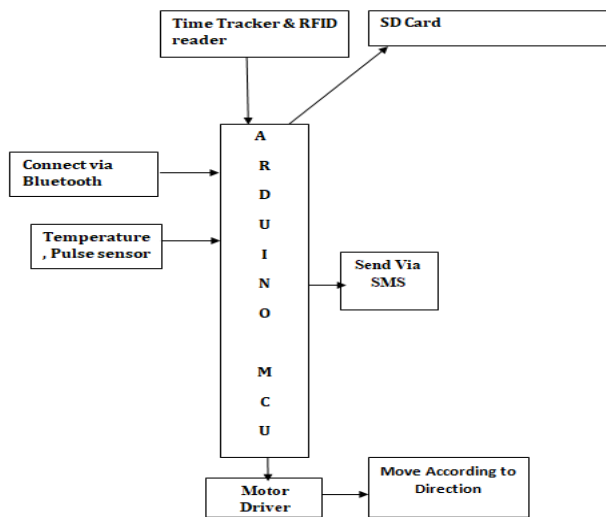 Time Tracker & RFID
reader
SD Card
Connect via
Bluetooth
Temperature
, Pulse sensor
A
R
D
U
I
N
O
M
C
U
Send Via
SMS
Motor
Driver
Move According to
Direction